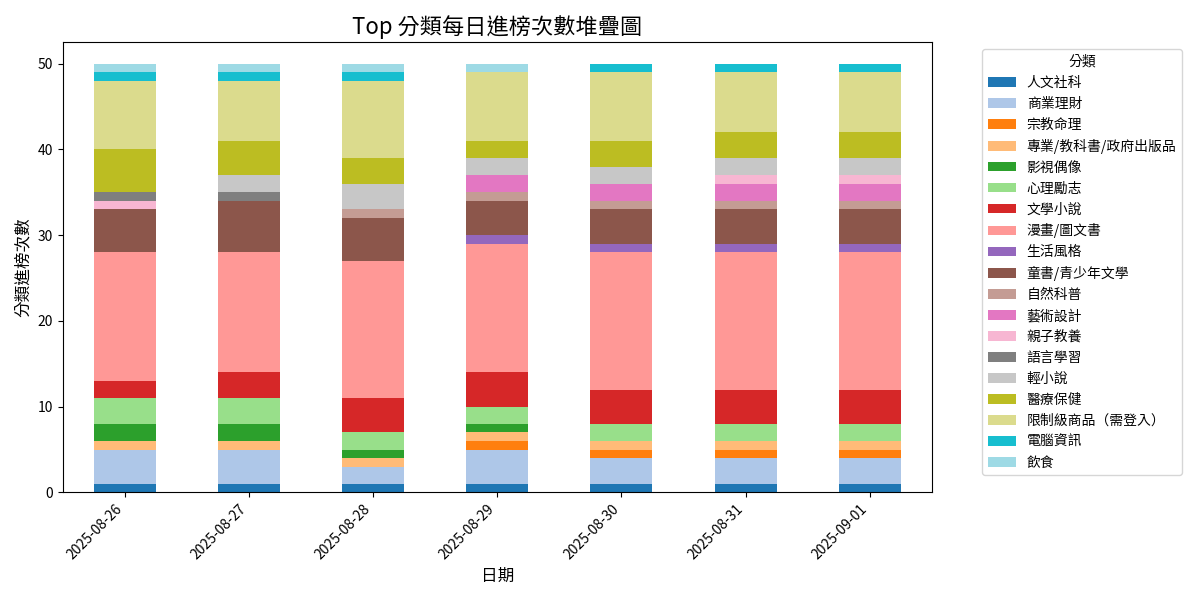 Top 分類每日進榜次數堆疊圖
分類進榜次數
50
40
30
20
10
0
2025-08-26
2025-08-27
2025-08-28
2025-08-29
2025-08-30
2025-08-31
2025-09-01
日期
分類
人文社科
商業理財
宗教命理
專業/教科書/政府出版品
影視偶像
心理勵志
文學小說
漫畫/圖文書
生活風格
童書/青少年文學
自然科普
藝術設計
親子教養
語言學習
輕小說
醫療保健
限制級商品（需登入）
電腦資訊
飲食